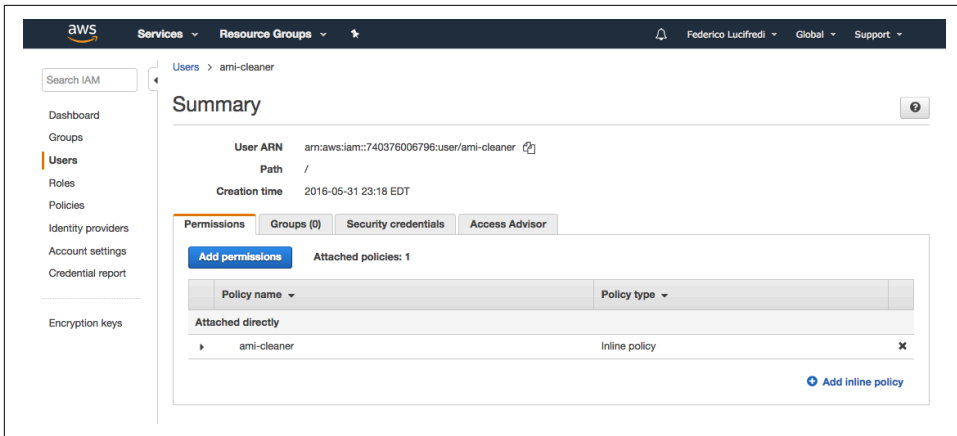 aws
Services
Resource Groups
Federico Lucifredi
Global
Support
Search IAM
Dashboard
Groups
Users
Roles
Policies
Identity providers
Account settings
Credential report
Encryption keys
Users > ami-cleaner
Summary
User ARN arn:aws:iam::740376006796:user/ami-cleaner
Path /
Creation time 2016-05-31 23:18 EDT
Permissions Groups (0) Security credentials Access Advisor
Add permissions Attached policies: 1
Policy name Policy type
Attached directly
ami-cleaner Inline policy
Add inline policy